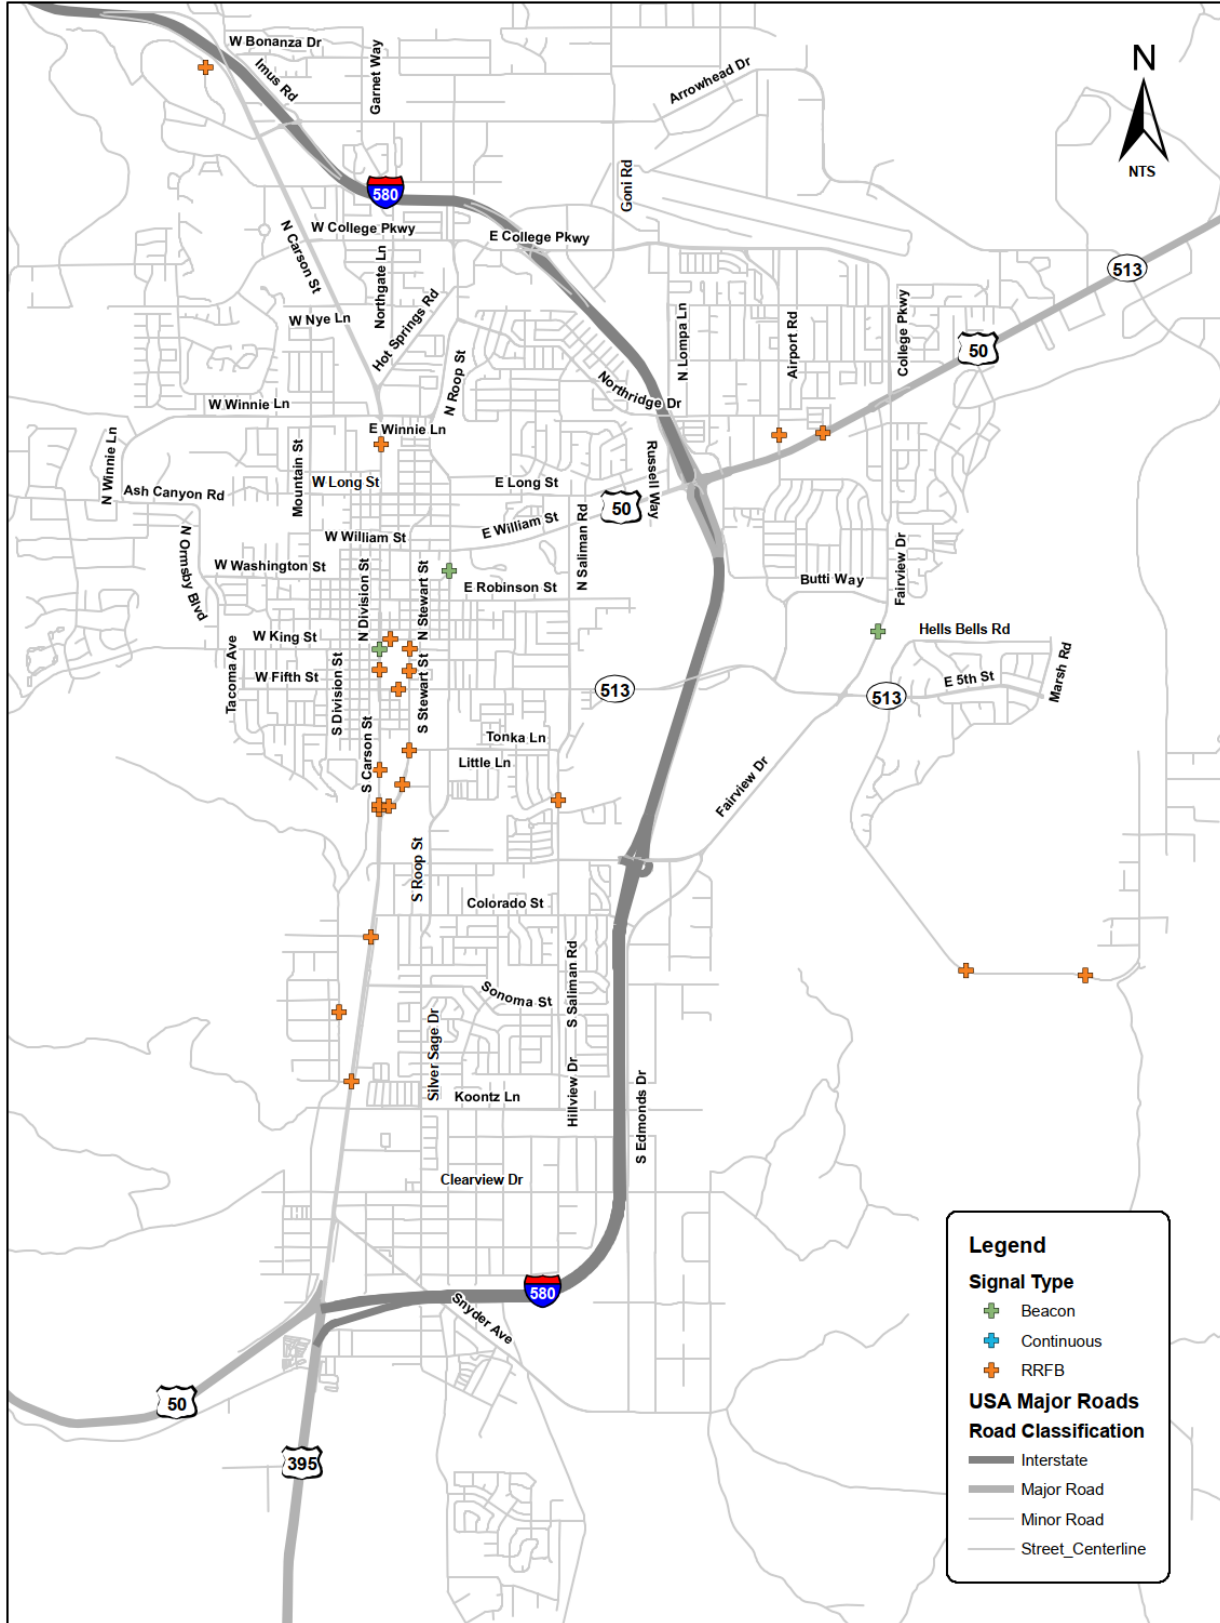 W Bonanza Dr
Imus Rd
Garnet Way
Arrowhead Dr
N
NTS
Goni Rd
580
W College Pkwy
E College Pkwy
N Carson St
Northgate Ln
513
Hot Springs Rd
W Nye Ln
N Lompa Ln
Airport Rd
College Pkwy
50
N Roop St
Northridge Dr
W Winnie Ln
E Winnie Ln
N Winnie Ln
Mountain St
Russell Way
W Long St
E Long St
Ash Canyon Rd
50
N Saliman Rd
E William St
W William St
N Ormsby Blvd
W Washington St
N Division St
N Stewart St
E Robinson St
Butti Way
Fairview Dr
W King St
Hells Bells Rd
Tacoma Ave
W Fifth St
S Division St
S Stewart St
513
513
E 5th St
Marsh Rd
S Carson St
Tonka Ln
Little Ln
Fairview Dr
S Roop St
Colorado St
S Saliman Rd
Sonoma St
Silver Sage Dr
Koontz Ln
Hillview Dr
S Edmonds Dr
Clearview Dr
580
Snyder Ave
50
395
Legend
Signal Type
Beacon
Continuous
RRFB
USA Major Roads
Road Classification
Interstate
Major Road
Minor Road
Street_Centerline